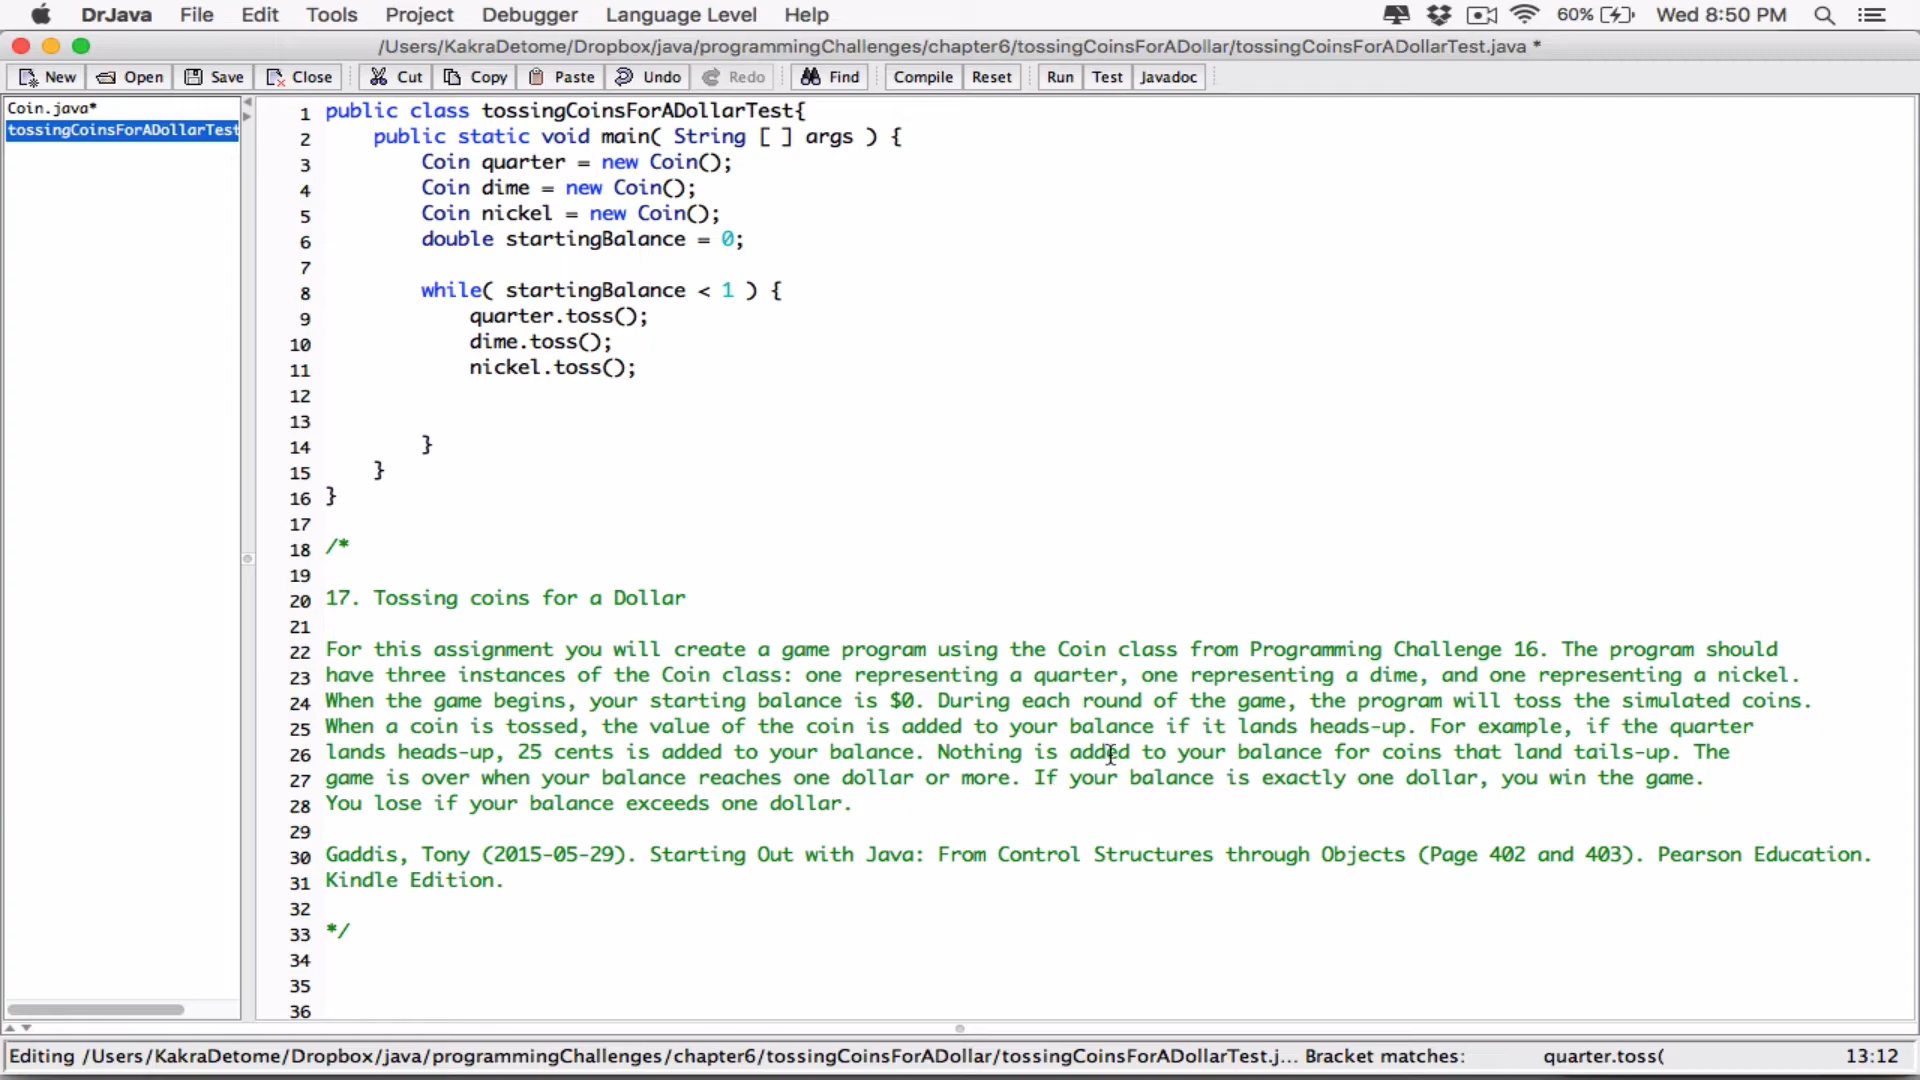 DrJava File Edit Tools Project Debugger Language Level Help 60% Wed 8:50 PM
/Users/KakraDetome/Dropbox/java/programmingChallenges/chapter6/tossingCoinsForADollar/tossingCoinsForADollarTest.java *
New Open Save Close Cut Copy Paste Undo Redo Find Compile Reset Run Test Javadoc
Coin.java*
tossingCoinsForADollarTest
1 public class tossingCoinsForADollarTest{
2 public static void main( String [ ] args ) {
3 Coin quarter = new Coin();
4 Coin dime = new Coin();
5 Coin nickel = new Coin();
6 double startingBalance = 0;
7
8 while( startingBalance < 1 ) {
9 quarter.toss();
10 dime.toss();
11 nickel.toss();
12
13
14 }
15 }
16 }
17
18 /*
19
20 17. Tossing coins for a Dollar
21
22 For this assignment you will create a game program using the Coin class from Programming Challenge 16. The program should
23 have three instances of the Coin class: one representing a quarter, one representing a dime, and one representing a nickel.
24 When the game begins, your starting balance is $0. During each round of the game, the program will toss the simulated coins.
25 When a coin is tossed, the value of the coin is added to your balance if it lands heads-up. For example, if the quarter
26 lands heads-up, 25 cents is added to your balance. Nothing is added to your balance for coins that land tails-up. The
27 game is over when your balance reaches one dollar or more. If your balance is exactly one dollar, you win the game.
28 You lose if your balance exceeds one dollar.
29
30 Gaddis, Tony (2015-05-29). Starting Out with Java: From Control Structures through Objects (Page 402 and 403). Pearson Education.
31 Kindle Edition.
32
33 */
34
35
36
Editing /Users/KakraDetome/Dropbox/java/programmingChallenges/chapter6/tossingCoinsForADollar/tossingCoinsForADollarTest.j... Bracket matches: quarter.toss( 13:12